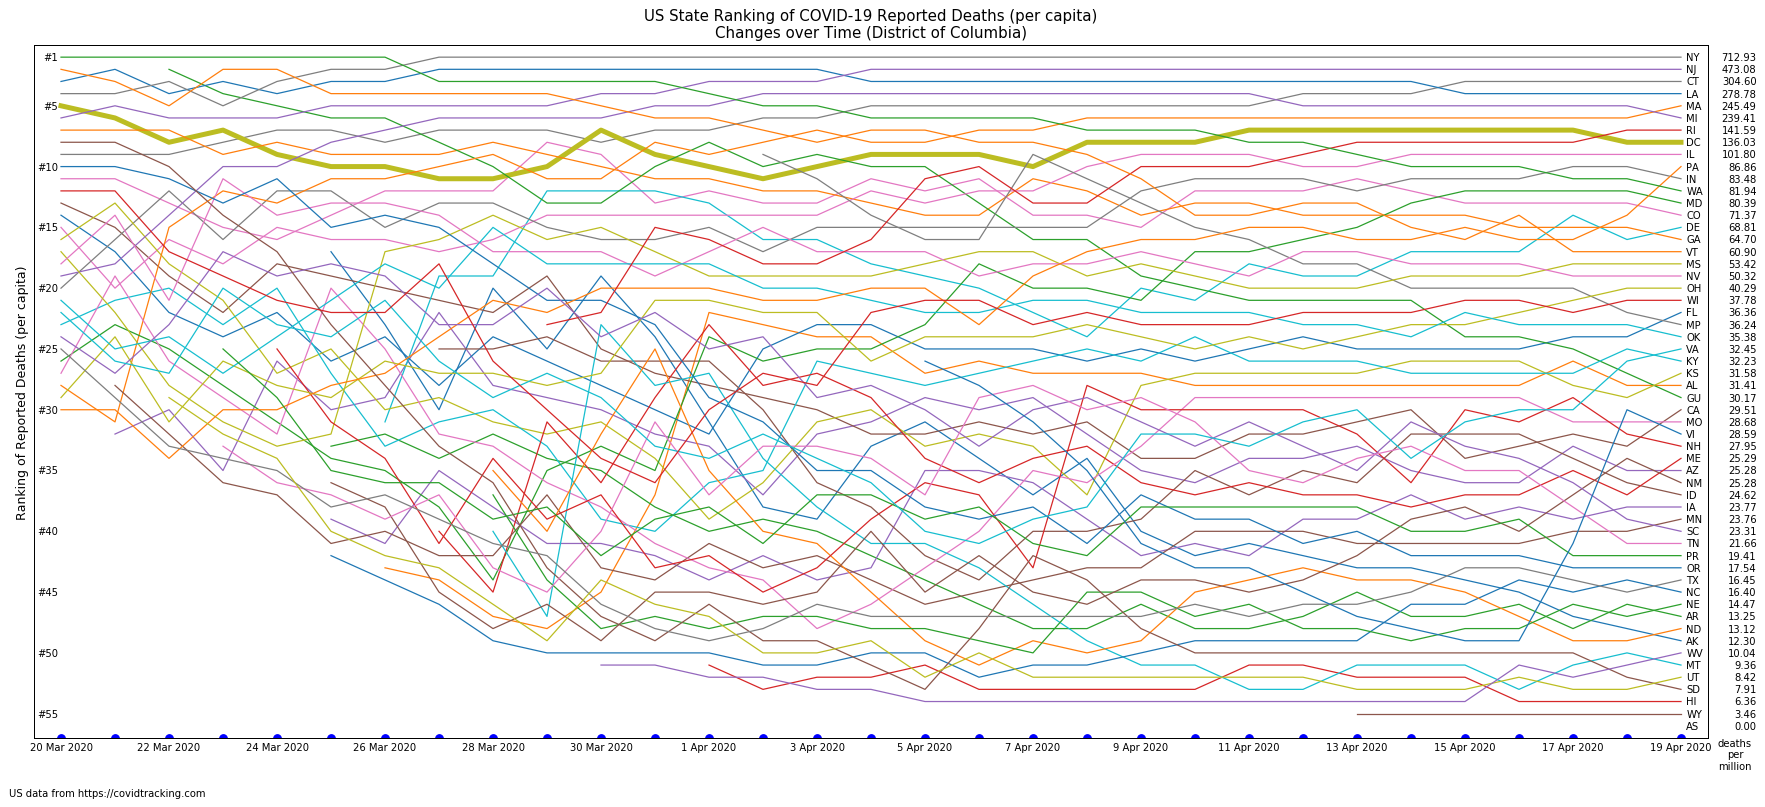 US State Ranking of COVID-19 Reported Deaths (per capita)
Changes over Time (District of Columbia)
Ranking of Reported Deaths (per capita)
#1
#5
#10
#15
#20
#25
#30
#35
#40
#45
#50
#55
NY 712.93
NJ 473.08
CT 304.60
LA 278.78
MA 245.49
MI 239.41
RI 141.59
DC 136.03
IL 101.80
PA 86.86
IN 83.48
WA 81.94
MD 80.39
CO 71.37
DE 68.81
GA 64.70
VT 60.90
MS 53.42
NV 50.32
OH 40.29
WI 37.78
FL 36.36
MP 36.24
OK 35.38
VA 32.45
KY 32.23
KS 31.58
AL 31.41
GU 30.17
CA 29.51
MO 28.68
VI 28.59
NH 27.95
ME 25.29
AZ 25.28
NM 25.28
ID 24.62
IA 23.77
MN 23.76
SC 23.31
TN 21.66
PR 19.41
OR 17.54
TX 16.45
NC 16.40
NE 14.47
AR 13.25
ND 13.12
AK 12.30
WV 10.04
MT 9.36
UT 8.42
SD 7.91
HI 6.36
WY 3.46
AS 0.00
20 Mar 2020 22 Mar 2020 24 Mar 2020 26 Mar 2020 28 Mar 2020 30 Mar 2020 1 Apr 2020 3 Apr 2020 5 Apr 2020 7 Apr 2020 9 Apr 2020 11 Apr 2020 13 Apr 2020 15 Apr 2020 17 Apr 2020 19 Apr 2020
deaths
per
million
US data from https://covidtracking.com